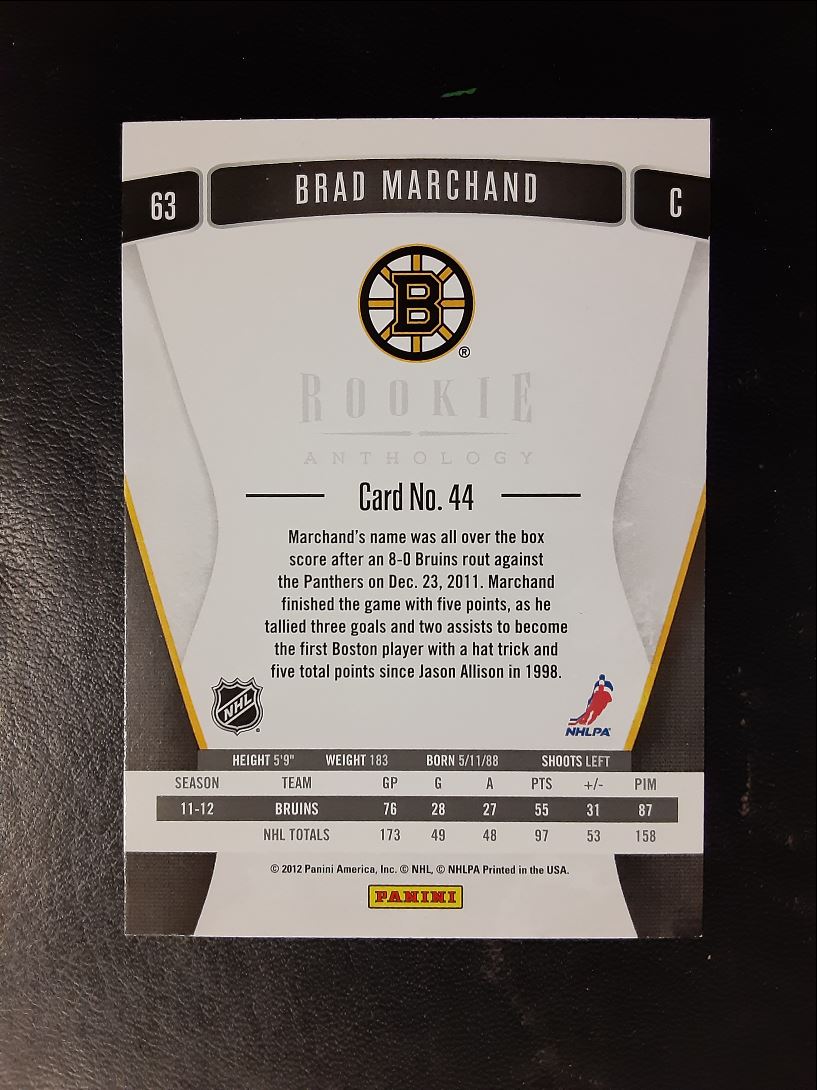 63 BRAD MARCHAND C
B
®
ROOKIE
ANTHOLOGY
Card No. 44
Marchand's name was all over the box
score after an 8-0 Bruins rout against
the Panthers on Dec. 23, 2011. Marchand
finished the game with five points, as he
tallied three goals and two assists to become
the first Boston player with a hat trick and
five total points since Jason Allison in 1998.
NHL
NHLPA
HEIGHT 5'9" WEIGHT 183 BORN 5/11/88 SHOOTS LEFT
SEASON TEAM GP G A PTS +/- PIM
11-12 BRUINS 76 28 27 55 31 87
NHL TOTALS 173 49 48 97 53 158
© 2012 Panini America, Inc. © NHL, © NHLPA Printed in the USA.
PANINI